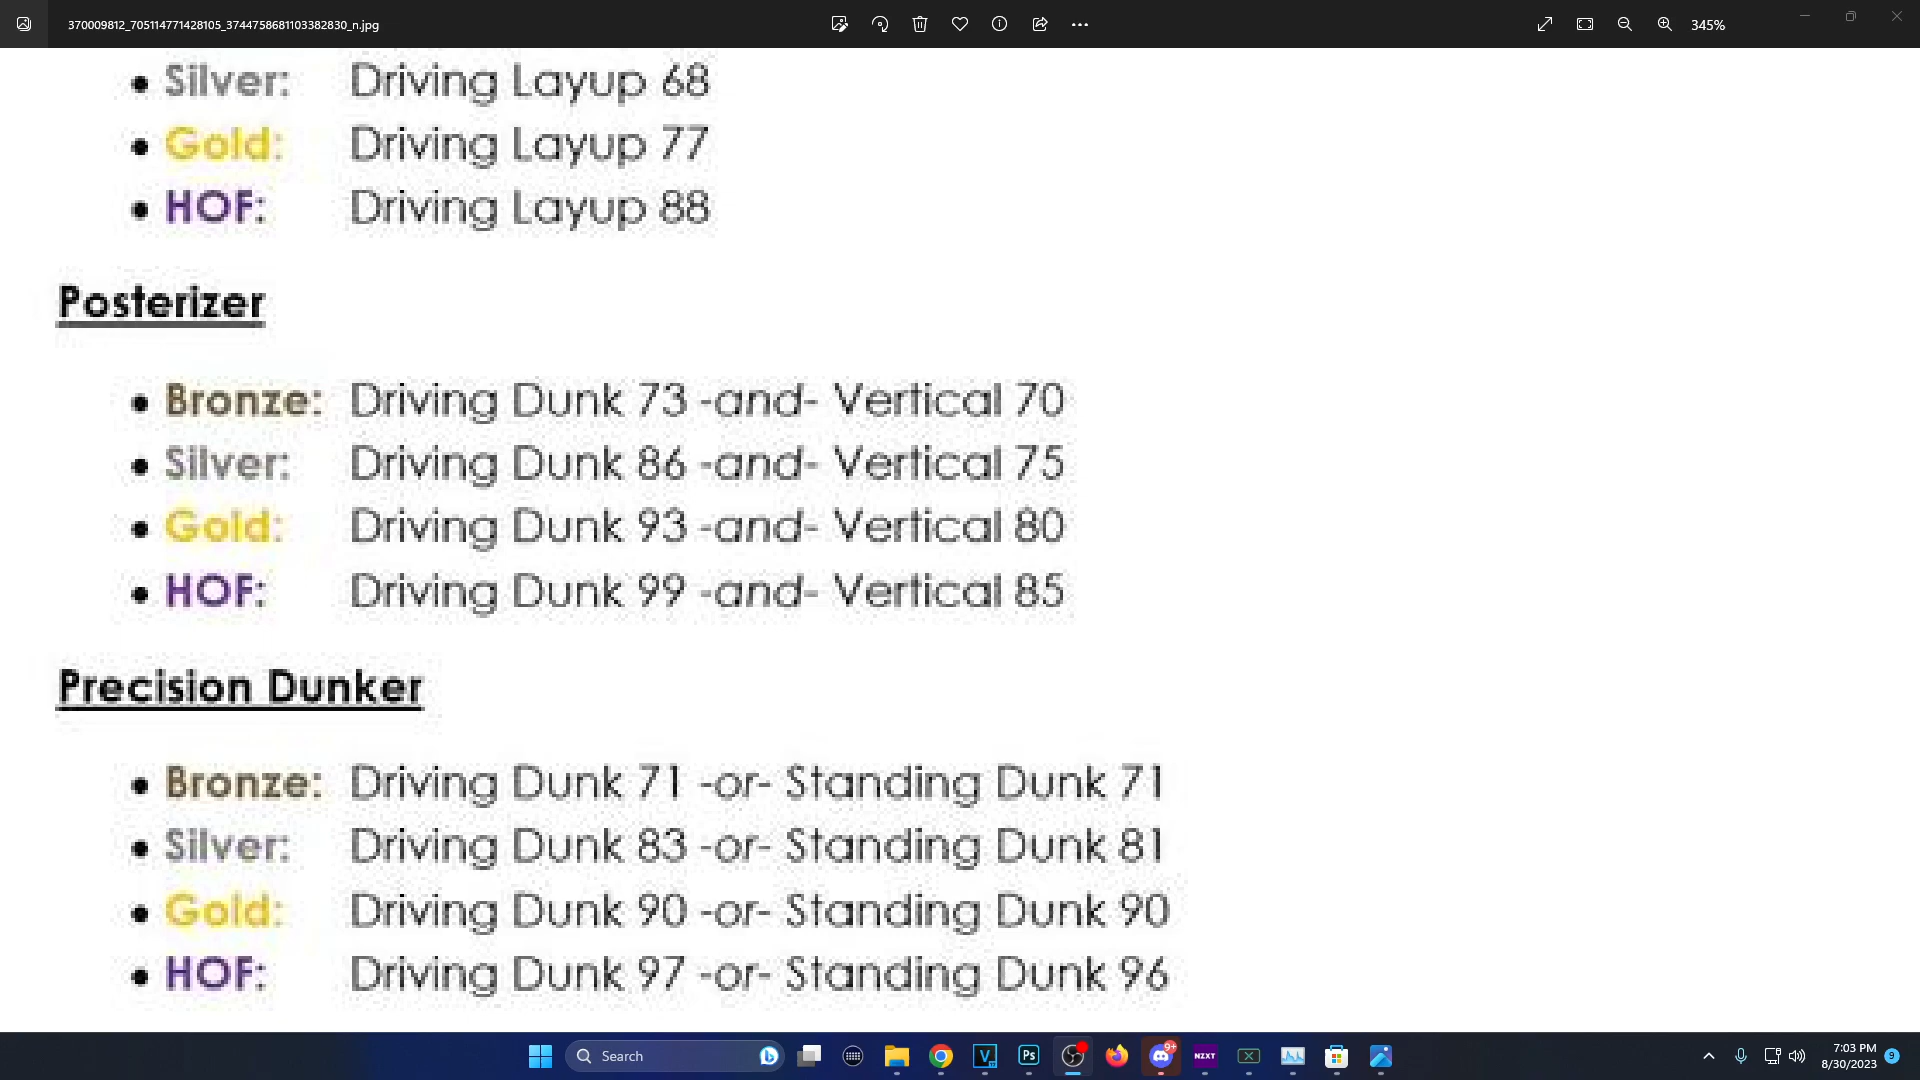 370009812_705114771428105_3744758681103382830_n.jpg
345%
• Silver: Driving Layup 68
• Gold: Driving Layup 77
• HOF: Driving Layup 88
Posterizer
• Bronze: Driving Dunk 73 -and- Vertical 70
• Silver: Driving Dunk 86 -and- Vertical 75
• Gold: Driving Dunk 93 -and- Vertical 80
• HOF: Driving Dunk 99 -and- Vertical 85
Precision Dunker
• Bronze: Driving Dunk 71 -or- Standing Dunk 71
• Silver: Driving Dunk 83 -or- Standing Dunk 81
• Gold: Driving Dunk 90 -or- Standing Dunk 90
• HOF: Driving Dunk 97 -or- Standing Dunk 96
Search
V
Ps
9+
NZXT
7:03 PM
8/30/2023
9